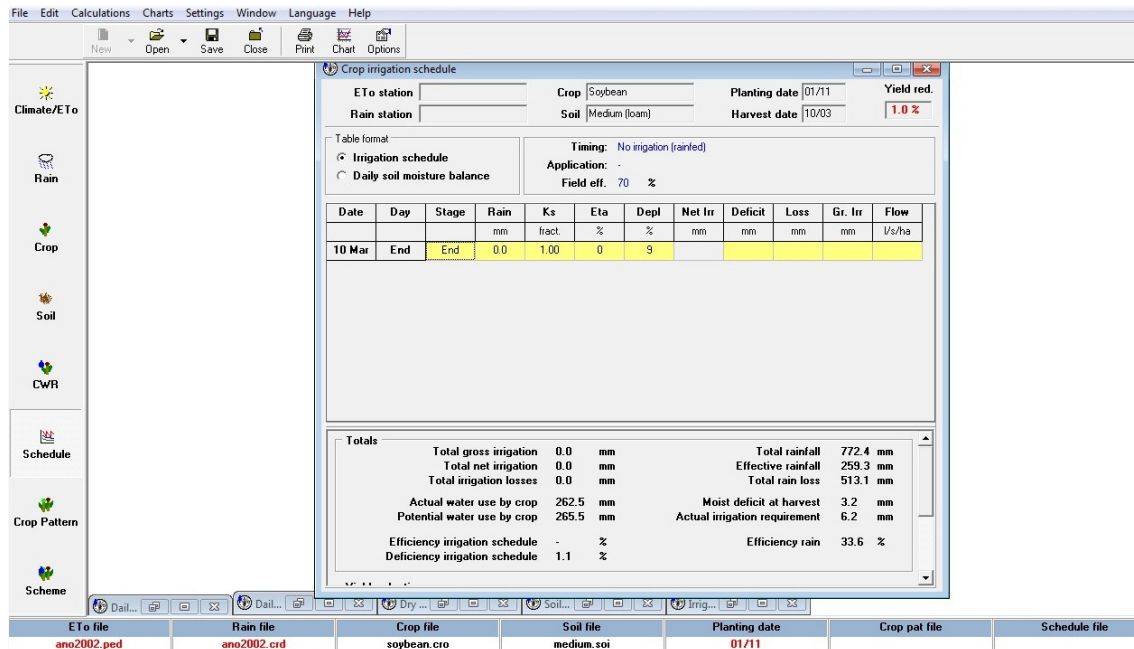 File Edit Calculations Charts Settings Window Language Help
New Open Save Close Print Chart Options
Crop irrigation schedule
ETo station Crop Soybean Planting date 01/11 Yield red.
Rain station Soil Medium (loam) Harvest date 10/03 1.0 %
Table format
Irrigation schedule
Daily soil moisture balance
Timing: No irrigation (rainfed)
Application: -
Field eff. 70 %
Date Day Stage Rain Ks Eta Depl Net Irr Deficit Loss Gr. Irr Flow
mm fract. % % mm mm mm mm l/s/ha
10 Mar End End 0.0 1.00 0 9
Totals
Total gross irrigation 0.0 mm Total rainfall 772.4 mm
Total net irrigation 0.0 mm Effective rainfall 259.3 mm
Total irrigation losses 0.0 mm Total rain loss 513.1 mm
Actual water use by crop 262.5 mm Moist deficit at harvest 3.2 mm
Potential water use by crop 265.5 mm Actual irrigation requirement 6.2 mm
Efficiency irrigation schedule - % Efficiency rain 33.6 %
Deficiency irrigation schedule 1.1 %
Climate/ETo
Rain
Crop
Soil
CWR
Schedule
Crop Pattern
Scheme
Dail... Dail... Dry ... Soil... Irrig...
ETo file Rain file Crop file Soil file Planting date Crop pat file Schedule file
ano2002.ped ano2002.crd soybean.cro medium.soi 01/11